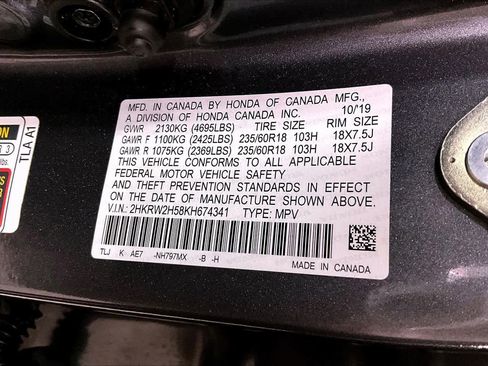 MFD. IN CANADA BY HONDA OF CANADA MFG.,
A DIVISION OF HONDA CANADA INC. 10/'19
GVWR 2130KG (4695LBS) TIRE SIZE RIM SIZE
GAWR F 1100KG (2425LBS) 235/60R18 103H 18X7.5J
GAWR R 1075KG (2369LBS) 235/60R18 103H 18X7.5J
THIS VEHICLE CONFORMS TO ALL APPLICABLE
FEDERAL MOTOR VEHICLE SAFETY
AND THEFT PREVENTION STANDARDS IN EFFECT
ON THE DATE OF MANUFACTURE SHOWN ABOVE.
V.I.N.: 2HKRW2H58KH674341 TYPE: MPV
TLJ K AE7 -NH797MX -B -H
MADE IN CANADA
TLA A1
ON
R 3
lbs.